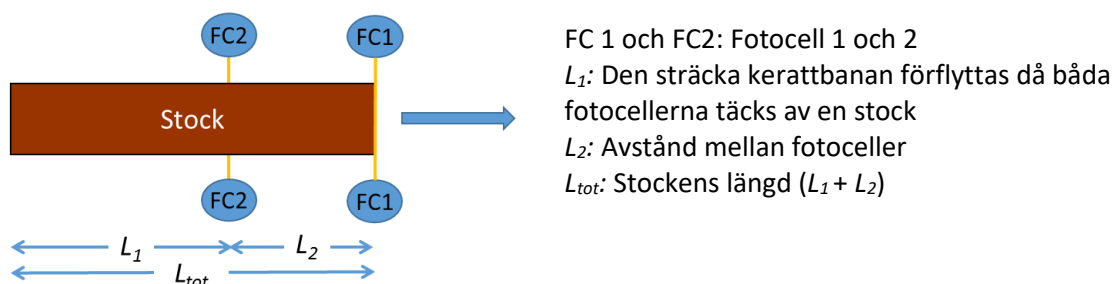 FC2
FC1
Stock
FC2
FC1
L1
L2
Ltot
FC 1 och FC2: Fotocell 1 och 2
L1: Den sträcka kerattbanan förflyttas då båda
fotocellerna täcks av en stock
L2: Avstånd mellan fotoceller
Ltot: Stockens längd (L1 + L2)